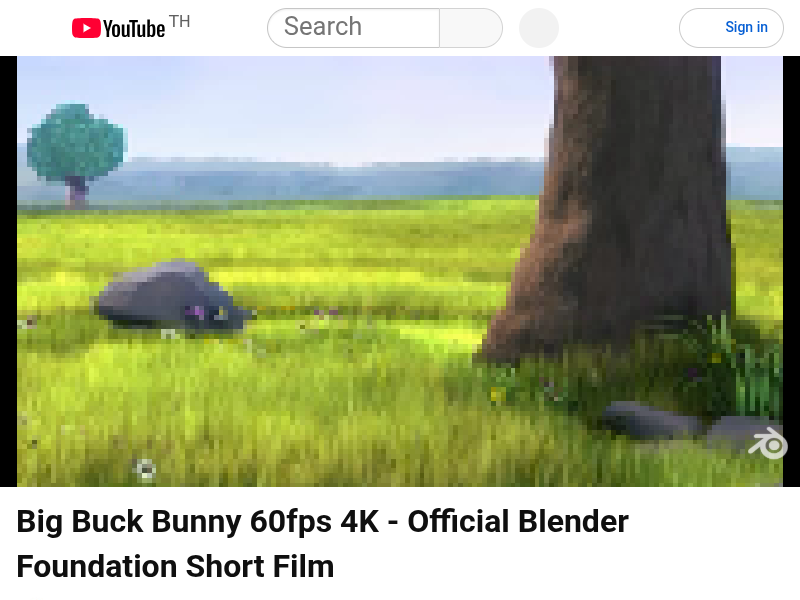 YouTube TH
Search
Sign in
Big Buck Bunny 60fps 4K - Official Blender
Foundation Short Film